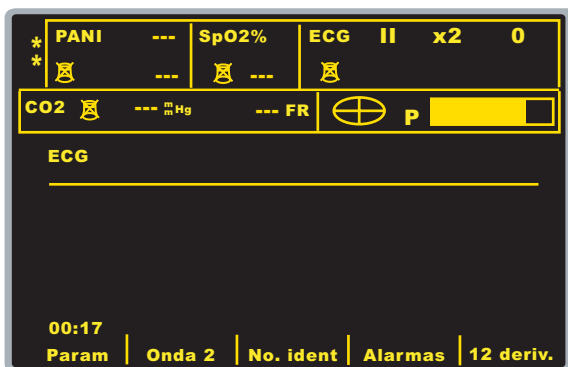 * PANI --- SpO2% ECG II x2 0
* --- ---
CO2 --- mmHg --- FR P
ECG
00:17
Param Onda 2 No. ident Alarmas 12 deriv.